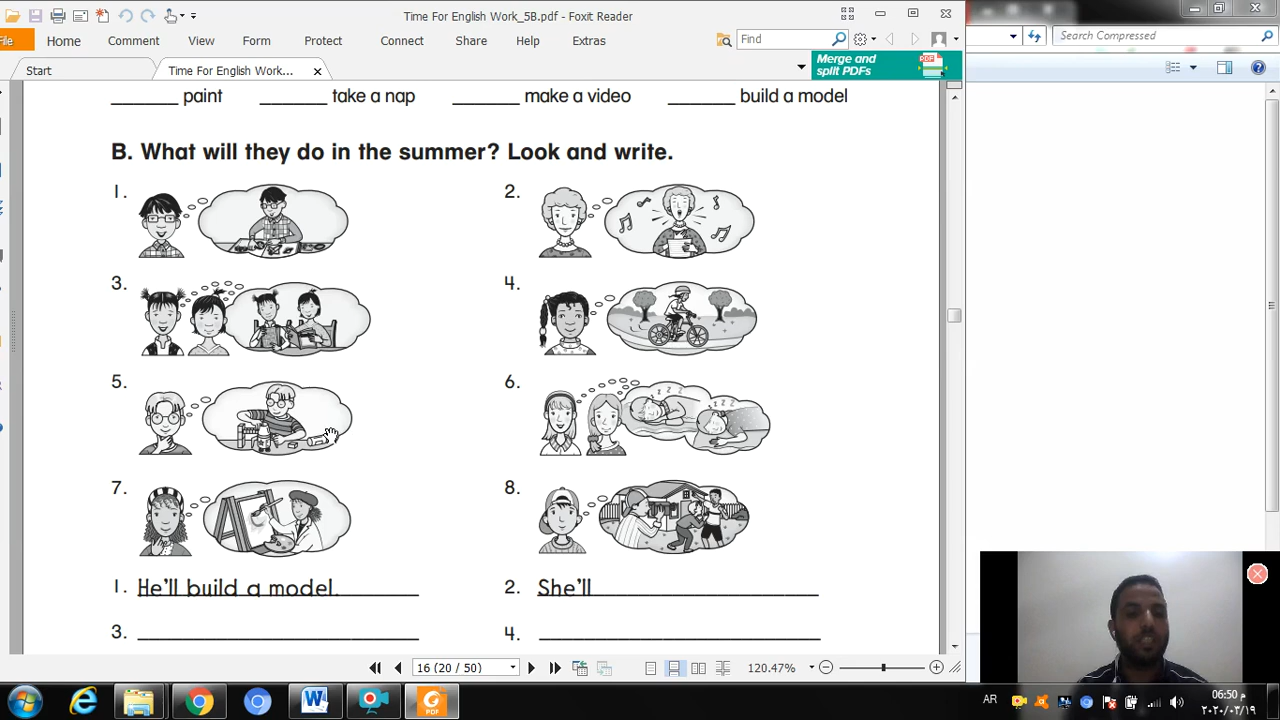 Time For English Work_5B.pdf - Foxit Reader
File Home Comment View Form Protect Connect Share Help Extras Find
Search Compressed
Start Time For English Work...
Merge and split PDFs
_______ paint _______ take a nap _______ make a video _______ build a model
B. What will they do in the summer? Look and write.
1. 2.
3. 4.
5. 6.
z z z z z z
7. 8.
1. He'll build a model. 2. She'll
3. 4.
16 (20 / 50) 120.47%
AR 06:50 م
٢٠٢٠/٠٣/١٩